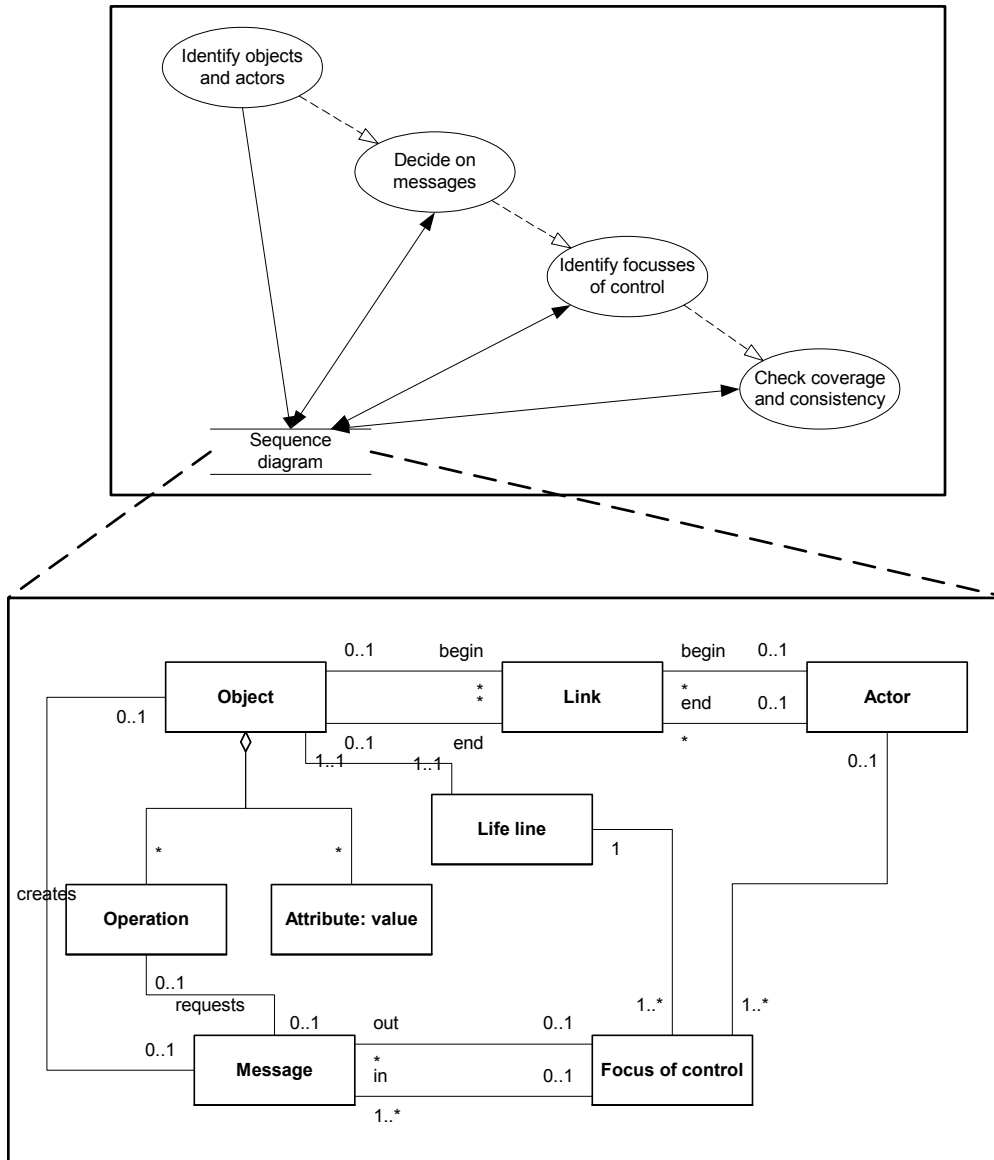 Identify objects
and actors
Decide on
messages
Identify focusses
of control
Check coverage
and consistency
Sequence
diagram
0..1
begin
begin
0..1
Object
*
*
Link
*
end
0..1
Actor
0..1
0..1
end
*
1..1
1..1
0..1
Life line
1
*
*
creates
Operation
Attribute: value
0..1
requests
0..1
out
0..1
1..*
1..*
0..1
Message
*
in
0..1
Focus of control
1..*